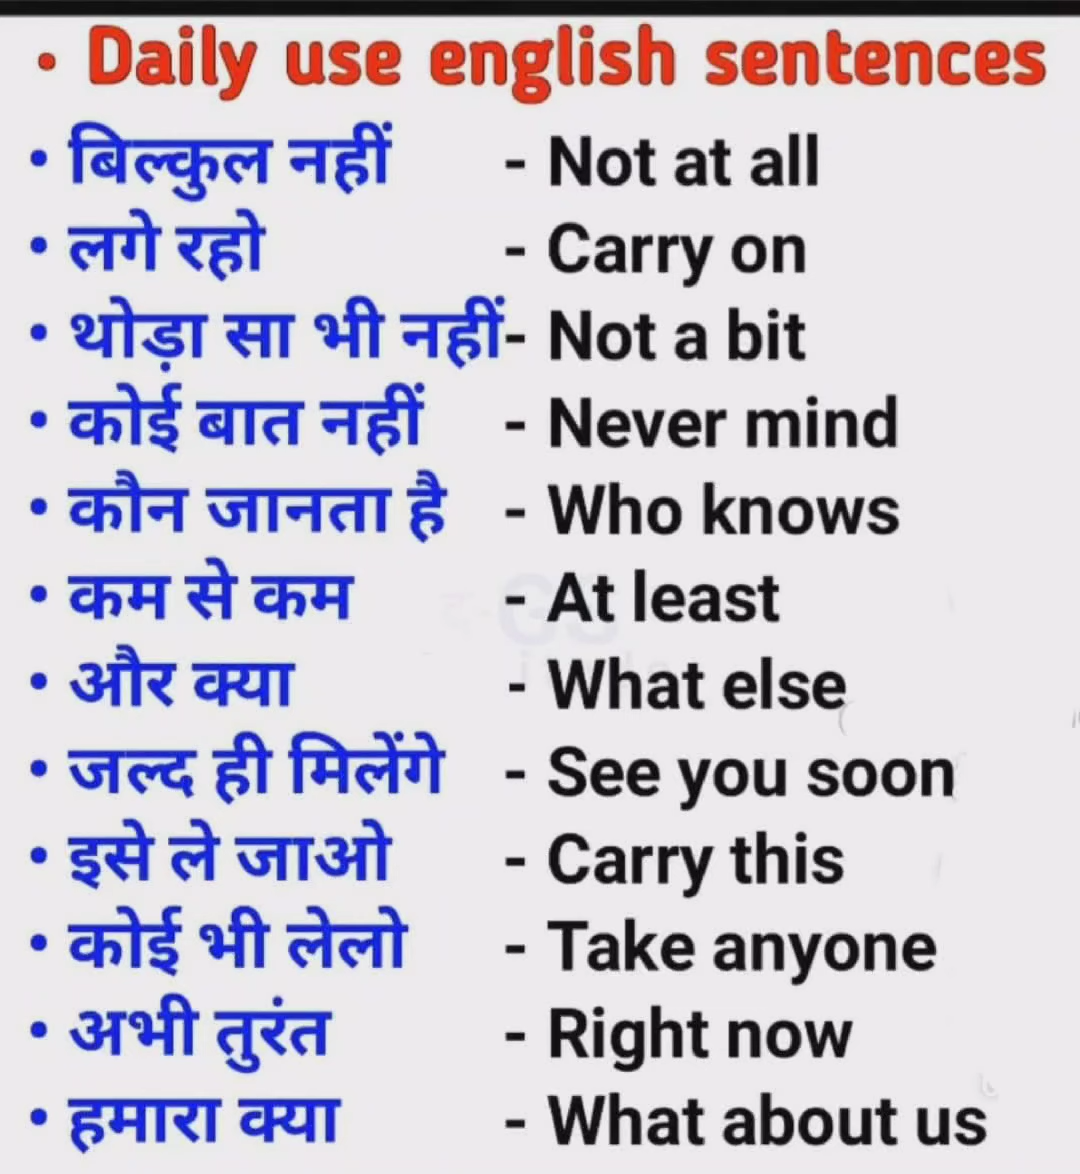 • Daily use english sentences
• बिल्कुल नहीं - Not at all
• लगे रहो - Carry on
• थोड़ा सा भी नहीं- Not a bit
• कोई बात नहीं - Never mind
• कौन जानता है - Who knows
• कम से कम - At least
• और क्या - What else
• जल्द ही मिलेंगे - See you soon
• इसे ले जाओ - Carry this
• कोई भी लेलो - Take anyone
• अभी तुरंत - Right now
• हमारा क्या - What about us